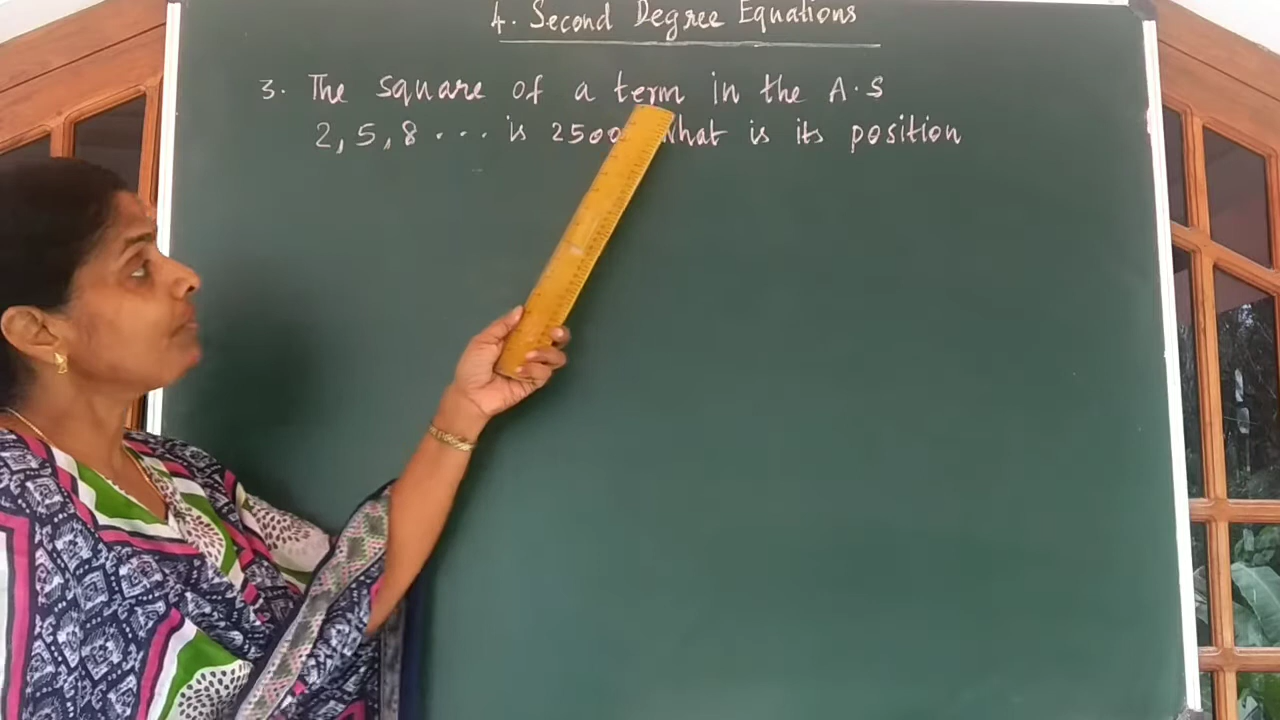 4. Second Degree Equations
3. The square of a term in the A.S
2, 5, 8 ... is 2500 What is its position